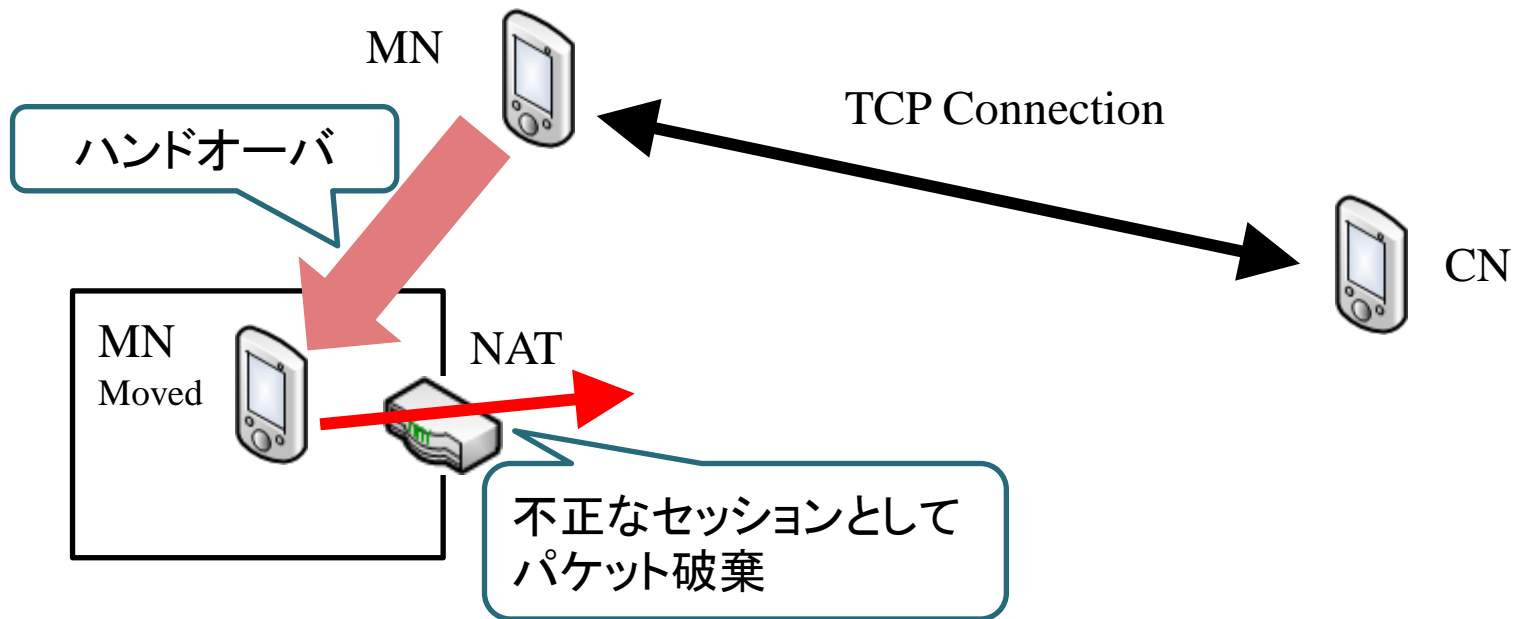 MN
TCP Connection
ハンドオーバ
CN
MN
Moved
NAT
不正なセッションとして
パケット破棄